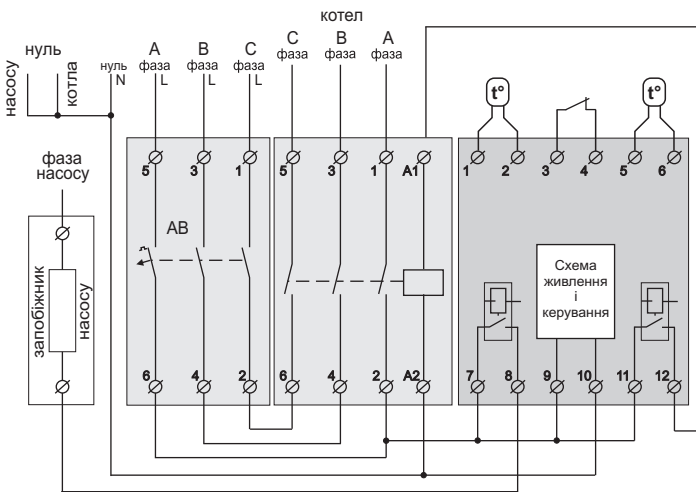 котел
нуль
насосу
котла
нуль
N
A
фаза
L
B
фаза
L
C
фаза
L
C
фаза
B
фаза
A
фаза
фаза
насосу
запобіжник
насосу
5
3
1
АВ
6
4
2
5
3
1
A1
6
4
2
A2
t°
t°
1
2
3
4
5
6
Схема
живлення
і
керування
7
8
9
10
11
12